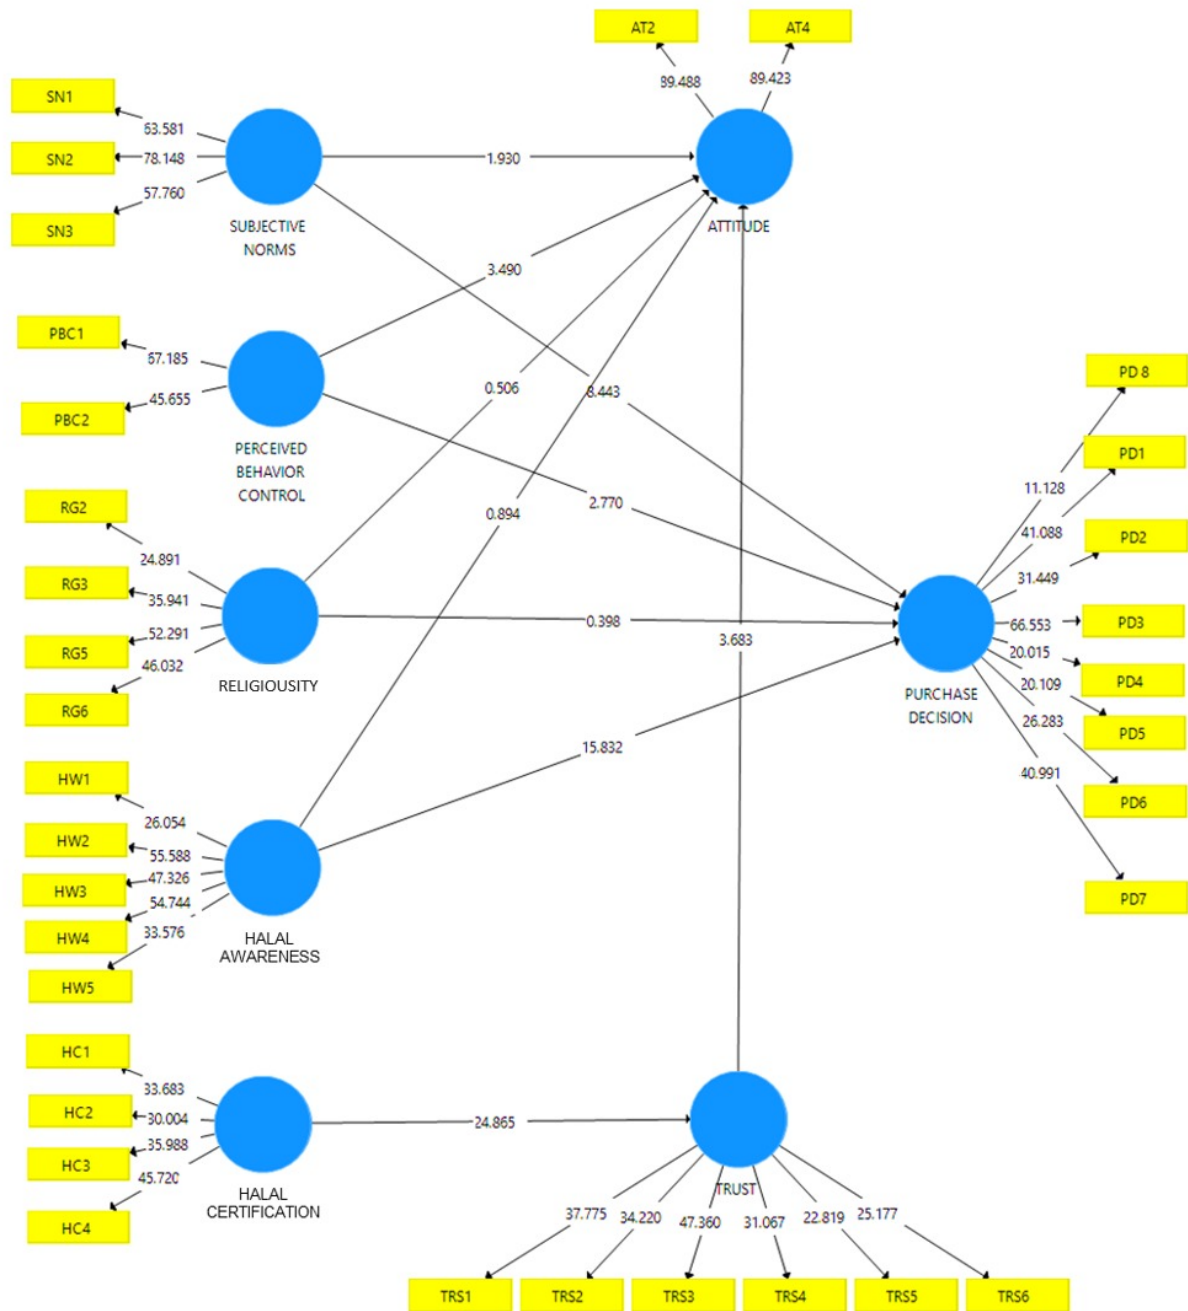 AT2
AT4
89.488
89.423
SN1
63.581
SN2
78.148
SN3
57.760
SUBJECTIVE
NORMS
1.930
ATTITUDE
3.490
PBC1
67.185
PBC2
45.655
PERCEIVED
BEHAVIOR
CONTROL
0.506
8.443
2.770
0.894
RG2
24.891
RG3
35.941
RG5
52.291
RG6
46.032
RELIGIOUSITY
0.398
3.683
PD 8
11.128
PD1
41.088
PD2
31.449
PD3
66.553
PD4
20.015
PD5
20.109
PD6
26.283
PD7
40.991
PURCHASE
DECISION
15.832
HW1
26.054
HW2
55.588
HW3
47.326
HW4
54.744
HW5
33.576
HALAL
AWARENESS
HC1
33.683
HC2
30.004
HC3
35.988
HC4
45.720
HALAL
CERTIFICATION
24.865
TRUST
37.775
34.220
47.360
31.067
22.819
25.177
TRS1
TRS2
TRS3
TRS4
TRS5
TRS6